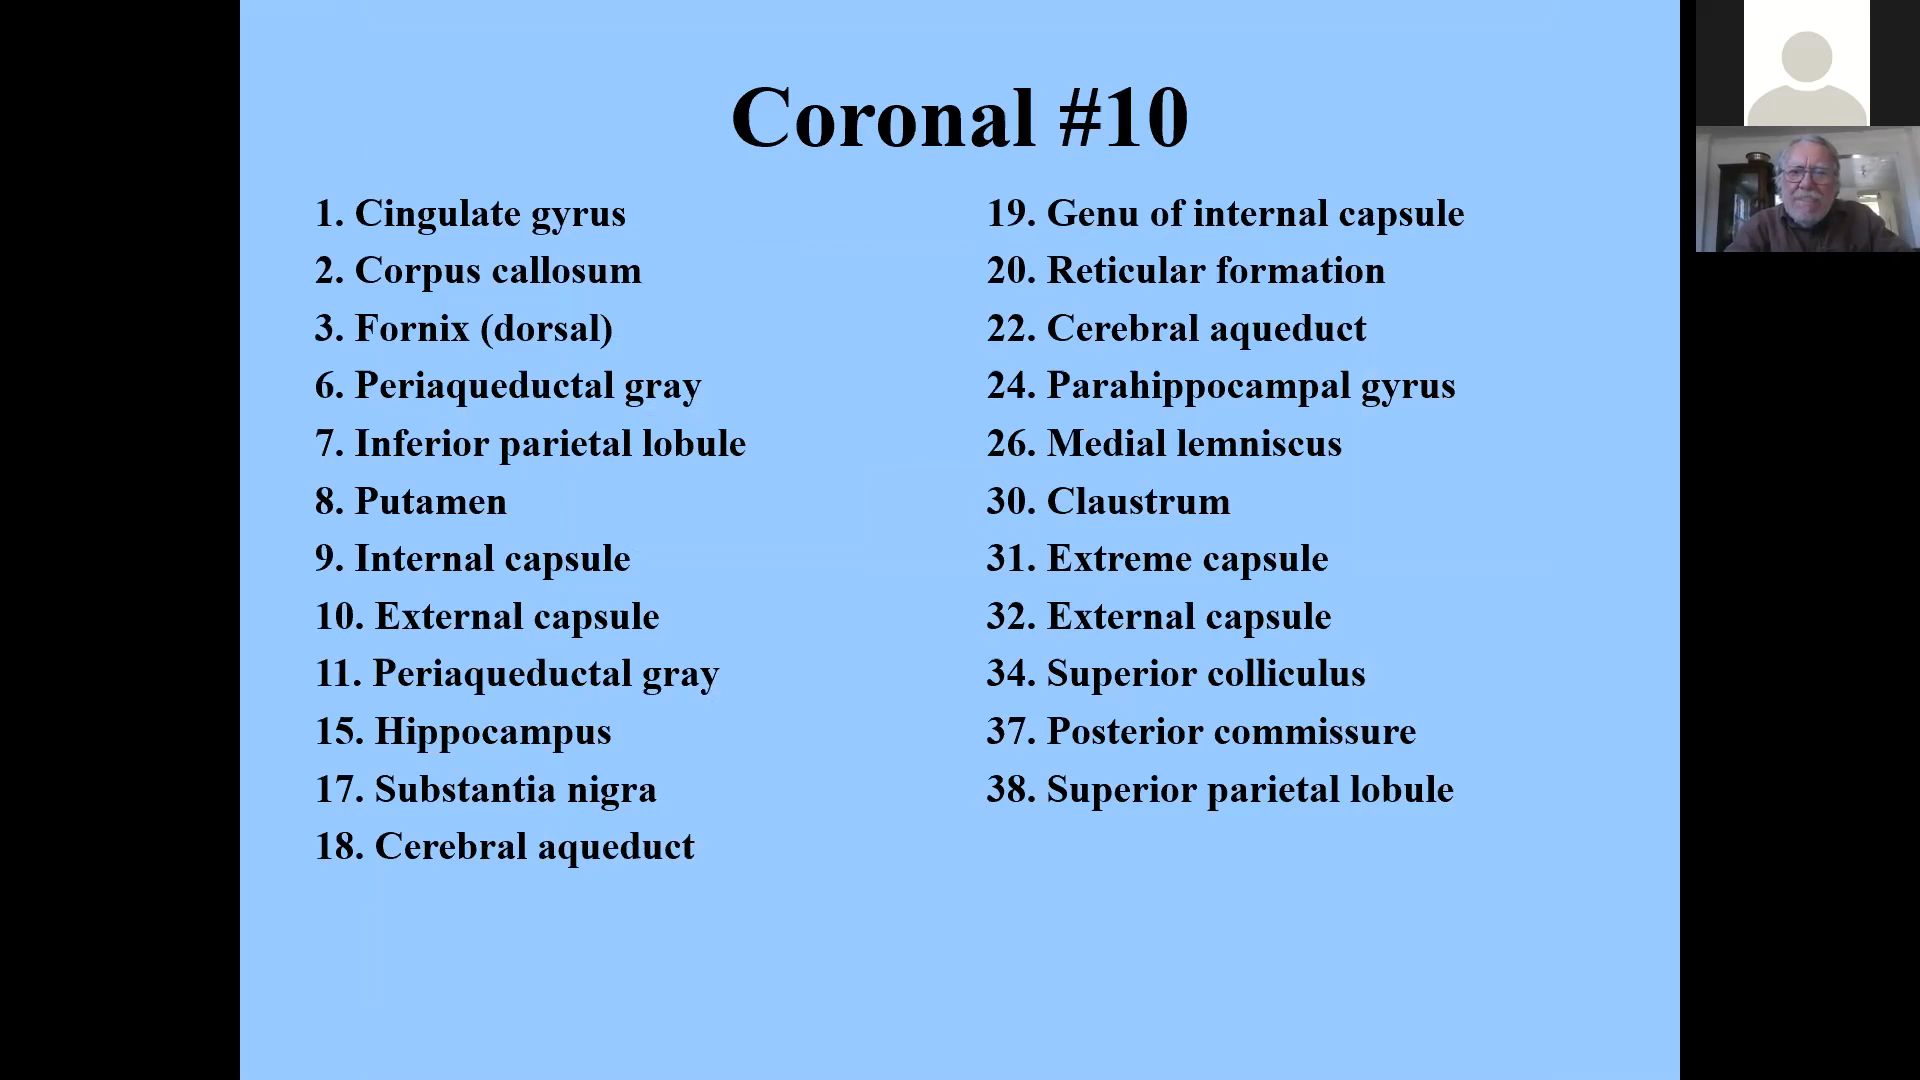 Coronal #10
1. Cingulate gyrus
2. Corpus callosum
3. Fornix (dorsal)
6. Periaqueductal gray
7. Inferior parietal lobule
8. Putamen
9. Internal capsule
10. External capsule
11. Periaqueductal gray
15. Hippocampus
17. Substantia nigra
18. Cerebral aqueduct
19. Genu of internal capsule
20. Reticular formation
22. Cerebral aqueduct
24. Parahippocampal gyrus
26. Medial lemniscus
30. Claustrum
31. Extreme capsule
32. External capsule
34. Superior colliculus
37. Posterior commissure
38. Superior parietal lobule